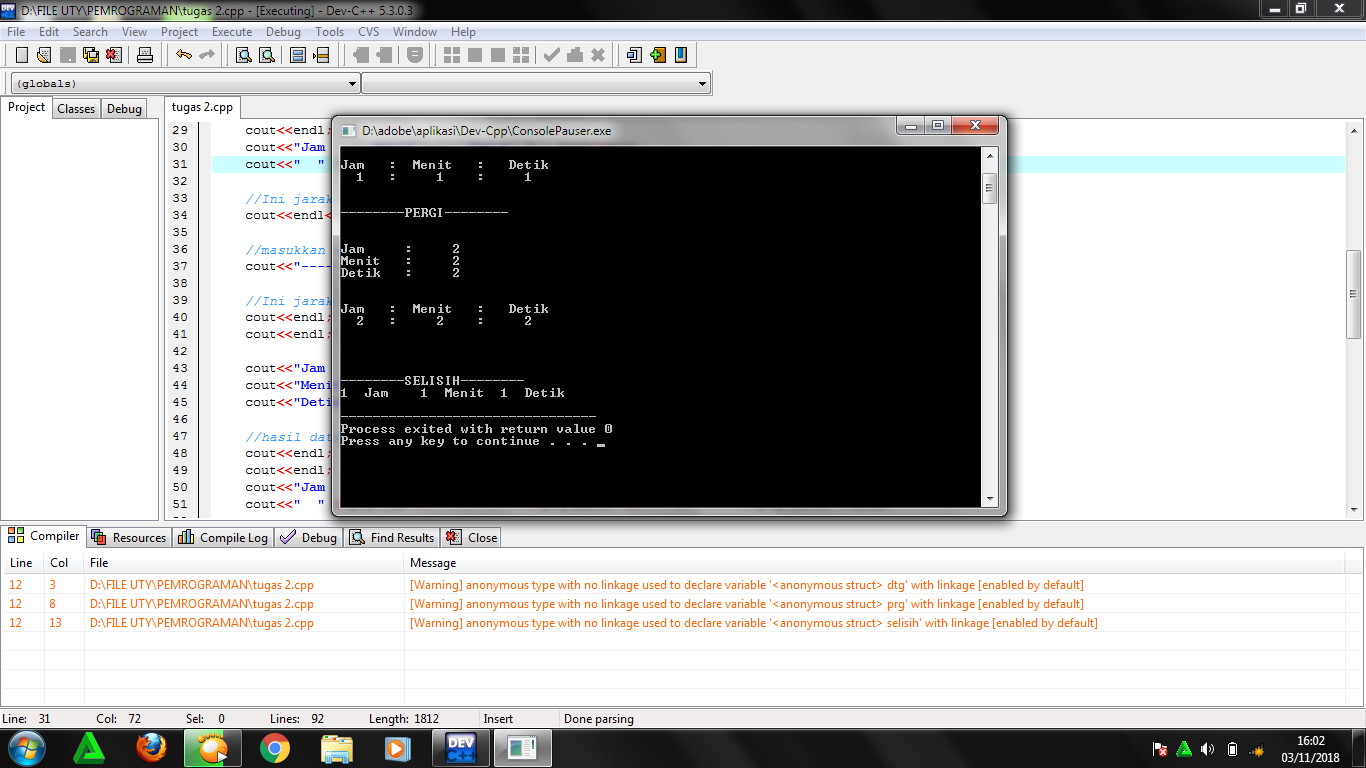 D:\FILE UTY\PEMROGRAMAN\tugas 2.cpp - [Executing] - Dev-C++ 5.3.0.3
File Edit Search View Project Execute Debug Tools CVS Window Help
(globals)
Project Classes Debug
tugas 2.cpp
29 cout<<endl;
30 cout<<"Jam
31 cout<<" "
32
33 //Ini jarak
34 cout<<endl<
35
36 //masukkan
37 cout<<"----
38
39 //Ini jarak
40 cout<<endl;
41 cout<<endl;
42
43 cout<<"Jam
44 cout<<"Meni
45 cout<<"Deti
46
47 //hasil dat
48 cout<<endl;
49 cout<<endl;
50 cout<<"Jam
51 cout<<" "
D:\adobe\aplikasi\Dev-Cpp\ConsolePauser.exe
Jam : Menit : Detik
1 : 1 : 1
--------PERGI--------
Jam : 2
Menit : 2
Detik : 2
Jam : Menit : Detik
2 : 2 : 2
--------SELISIH--------
1 Jam 1 Menit 1 Detik
--------------------------------
Process exited with return value 0
Press any key to continue . . . _
Compiler Resources Compile Log Debug Find Results Close
Line Col File Message
12 3 D:\FILE UTY\PEMROGRAMAN\tugas 2.cpp [Warning] anonymous type with no linkage used to declare variable '<anonymous struct> dtg' with linkage [enabled by default]
12 8 D:\FILE UTY\PEMROGRAMAN\tugas 2.cpp [Warning] anonymous type with no linkage used to declare variable '<anonymous struct> prg' with linkage [enabled by default]
12 13 D:\FILE UTY\PEMROGRAMAN\tugas 2.cpp [Warning] anonymous type with no linkage used to declare variable '<anonymous struct> selisih' with linkage [enabled by default]
Line: 31 Col: 72 Sel: 0 Lines: 92 Length: 1812 Insert Done parsing
DEV C++
16:02
03/11/2018